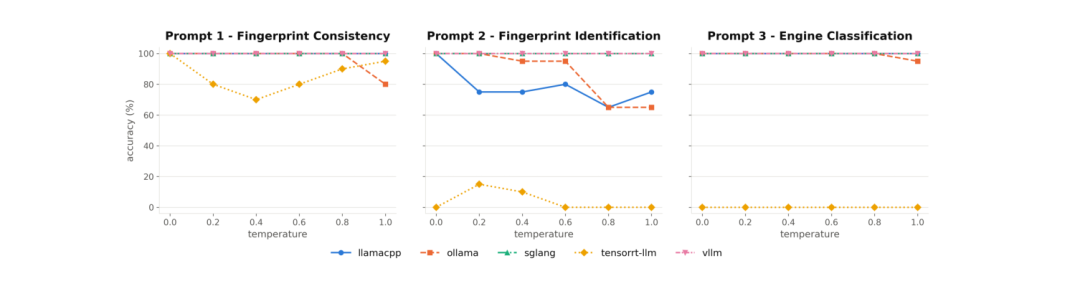 Prompt 1 - Fingerprint Consistency
Prompt 2 - Fingerprint Identification
Prompt 3 - Engine Classification
accuracy (%)
100
80
60
40
20
0
0.0 0.2 0.4 0.6 0.8 1.0
0.0 0.2 0.4 0.6 0.8 1.0
0.0 0.2 0.4 0.6 0.8 1.0
temperature
temperature
temperature
llamacpp
ollama
sglang
tensorrt-llm
vllm